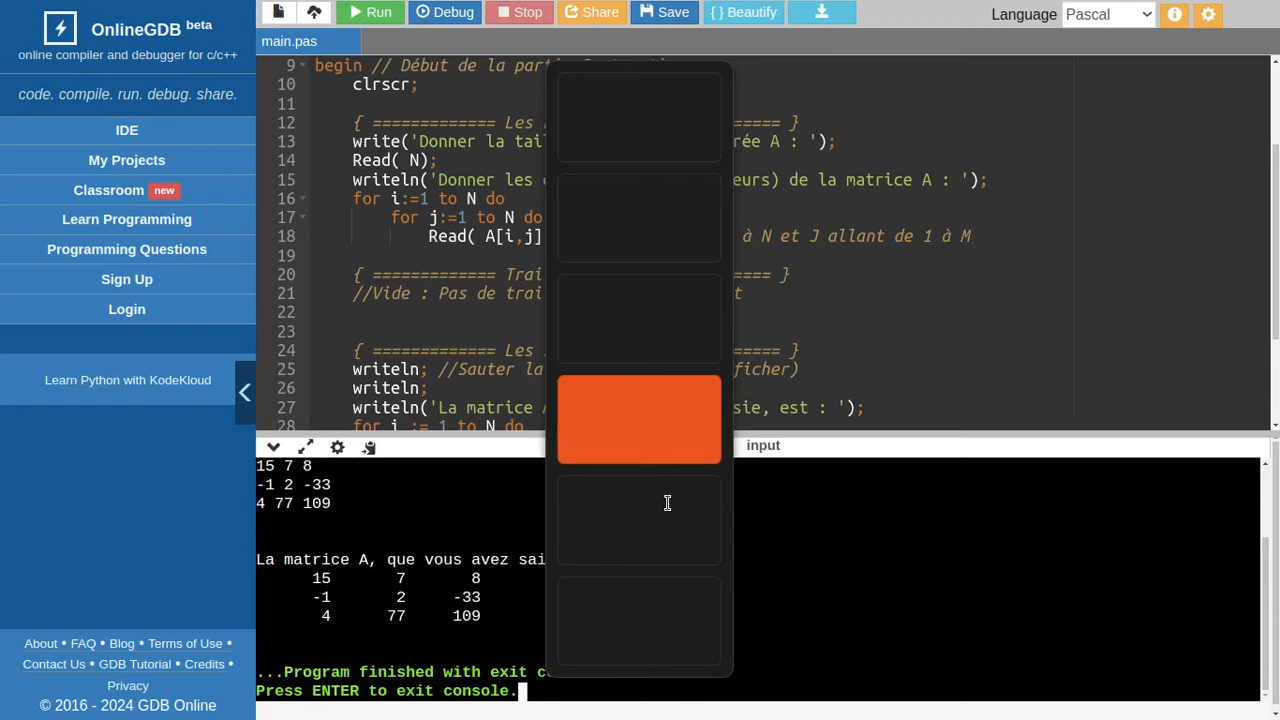 OnlineGDB beta
online compiler and debugger for c/c++
code. compile. run. debug. share.
IDE
My Projects
Classroom new
Learn Programming
Programming Questions
Sign Up
Login
Learn Python with KodeKloud
About • FAQ • Blog • Terms of Use •
Contact Us • GDB Tutorial • Credits •
Privacy
© 2016 - 2024 GDB Online
Run Debug Stop Share Save { } Beautify
Language Pascal
main.pas
9 begin // Début de la
10 clrscr;
11
12 { ============= Les ===== }
13 write('Donner la rée A : ');
14 Read( N);
15 writeln('Donner les eurs) de la matrice A : ');
16 for i:=1 to N do
17 for j:=1 to N do
18 Read( A[i,j] à N et J allant de 1 à M
19
20 { ============= ==== }
21 //Vide : Pas de t
22
23
24 { ============= Les ===== }
25 writeln; //Sauter la ficher)
26 writeln;
27 writeln('La matrice sie, est : ');
28 for i := 1 to N do
input
15 7 8
-1 2 -33
4 77 109
La matrice A, que vous avez sai
15 7 8
-1 2 -33
4 77 109
...Program finished with exit
Press ENTER to exit console.